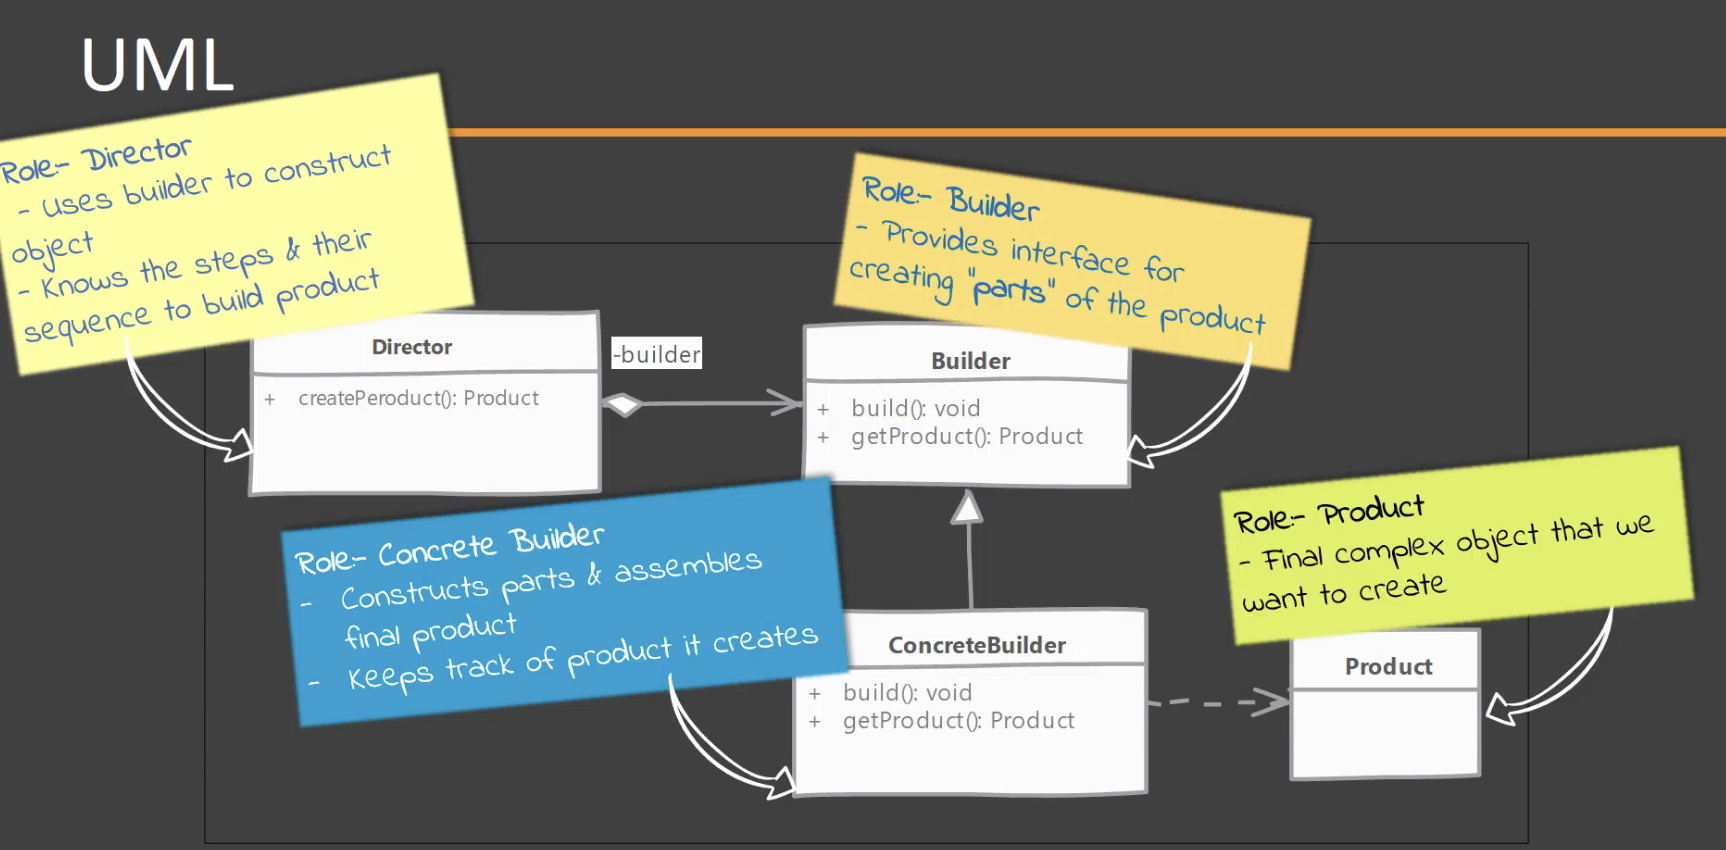 UML
Role:- Director
- Uses builder to construct
object
- Knows the steps & their
sequence to build product
Role:- Builder
- Provides interface for
creating "parts" of the product
Director
+ createPeroduct(): Product
-builder
Builder
+ build(): void
+ getProduct(): Product
Role:- Concrete Builder
- Constructs parts & assembles
final product
- Keeps track of product it creates
Role:- Product
- Final complex object that we
want to create
ConcreteBuilder
+ build(): void
+ getProduct(): Product
Product